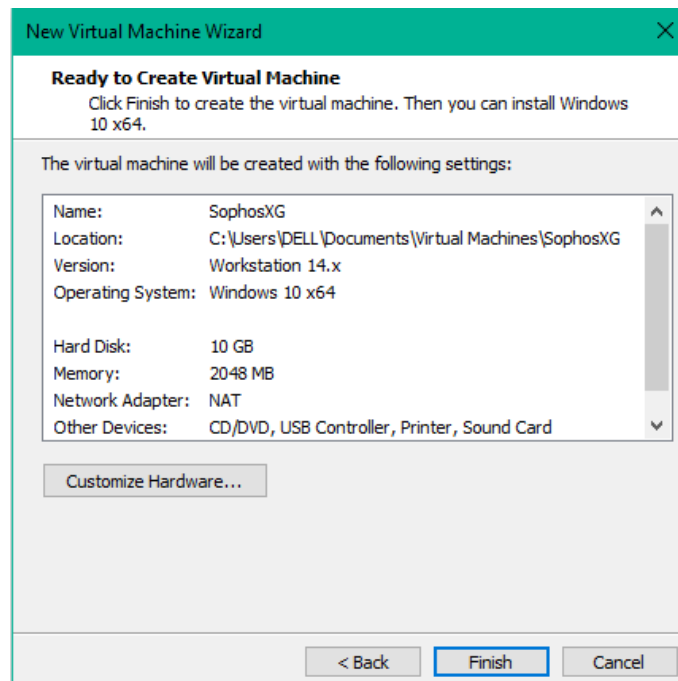 New Virtual Machine Wizard
Ready to Create Virtual Machine
Click Finish to create the virtual machine. Then you can install Windows
10 x64.
The virtual machine will be created with the following settings:
Name: SophosXG
Location: C:\Users\DELL\Documents\Virtual Machines\SophosXG
Version: Workstation 14.x
Operating System: Windows 10 x64
Hard Disk: 10 GB
Memory: 2048 MB
Network Adapter: NAT
Other Devices: CD/DVD, USB Controller, Printer, Sound Card
Customize Hardware...
< Back Finish Cancel